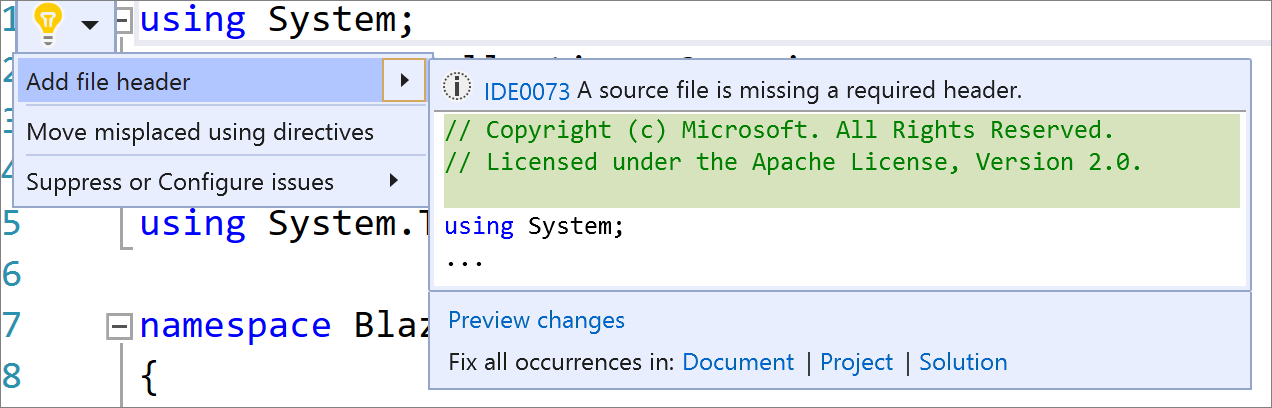 1 using System;
2
3
4
Add file header
Move misplaced using directives
Suppress or Configure issues
IDE0073 A source file is missing a required header.
// Copyright (c) Microsoft. All Rights Reserved.
// Licensed under the Apache License, Version 2.0.
using System;
...
Preview changes
Fix all occurrences in: Document | Project | Solution
5 using System.T
6
7 namespace Blaz
8 {